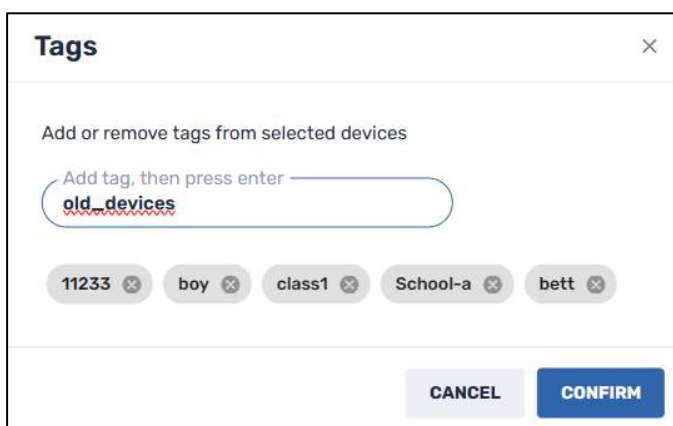 Tags
Add or remove tags from selected devices
Add tag, then press enter
old_devices
11233 boy class1 School-a bett
CANCEL CONFIRM